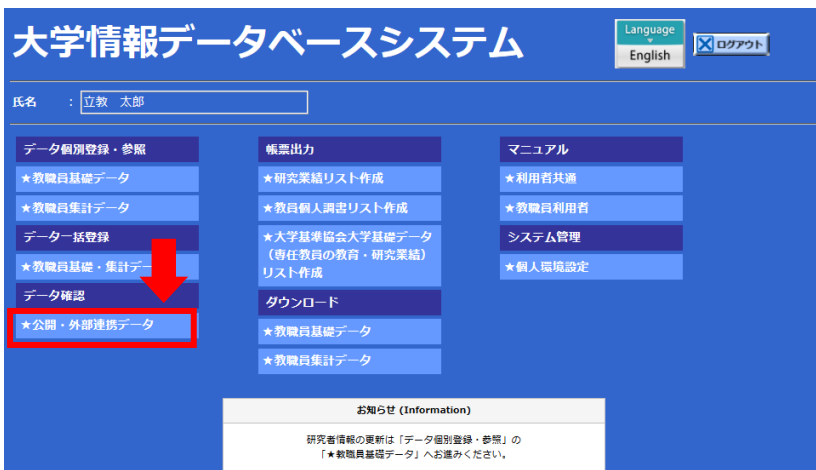 大学情報データベースシステム
Language
English
ログアウト
氏名 : 立教 太郎
データ個別登録・参照
★教職員基礎データ
★教職員集計データ
データ一括登録
★教職員基礎・集計デー
データ確認
★公開・外部連携データ
帳票出力
★研究業績リスト作成
★教員個人調書リスト作成
★大学基準協会大学基礎データ
（専任教員の教育・研究業績）
リスト作成
ダウンロード
★教職員基礎データ
★教職員集計データ
マニュアル
★利用者共通
★教職員利用者
システム管理
★個人環境設定
お知らせ (Information)
研究者情報の更新は「データ個別登録・参照」の
「★教職員基礎データ」へお進みください。